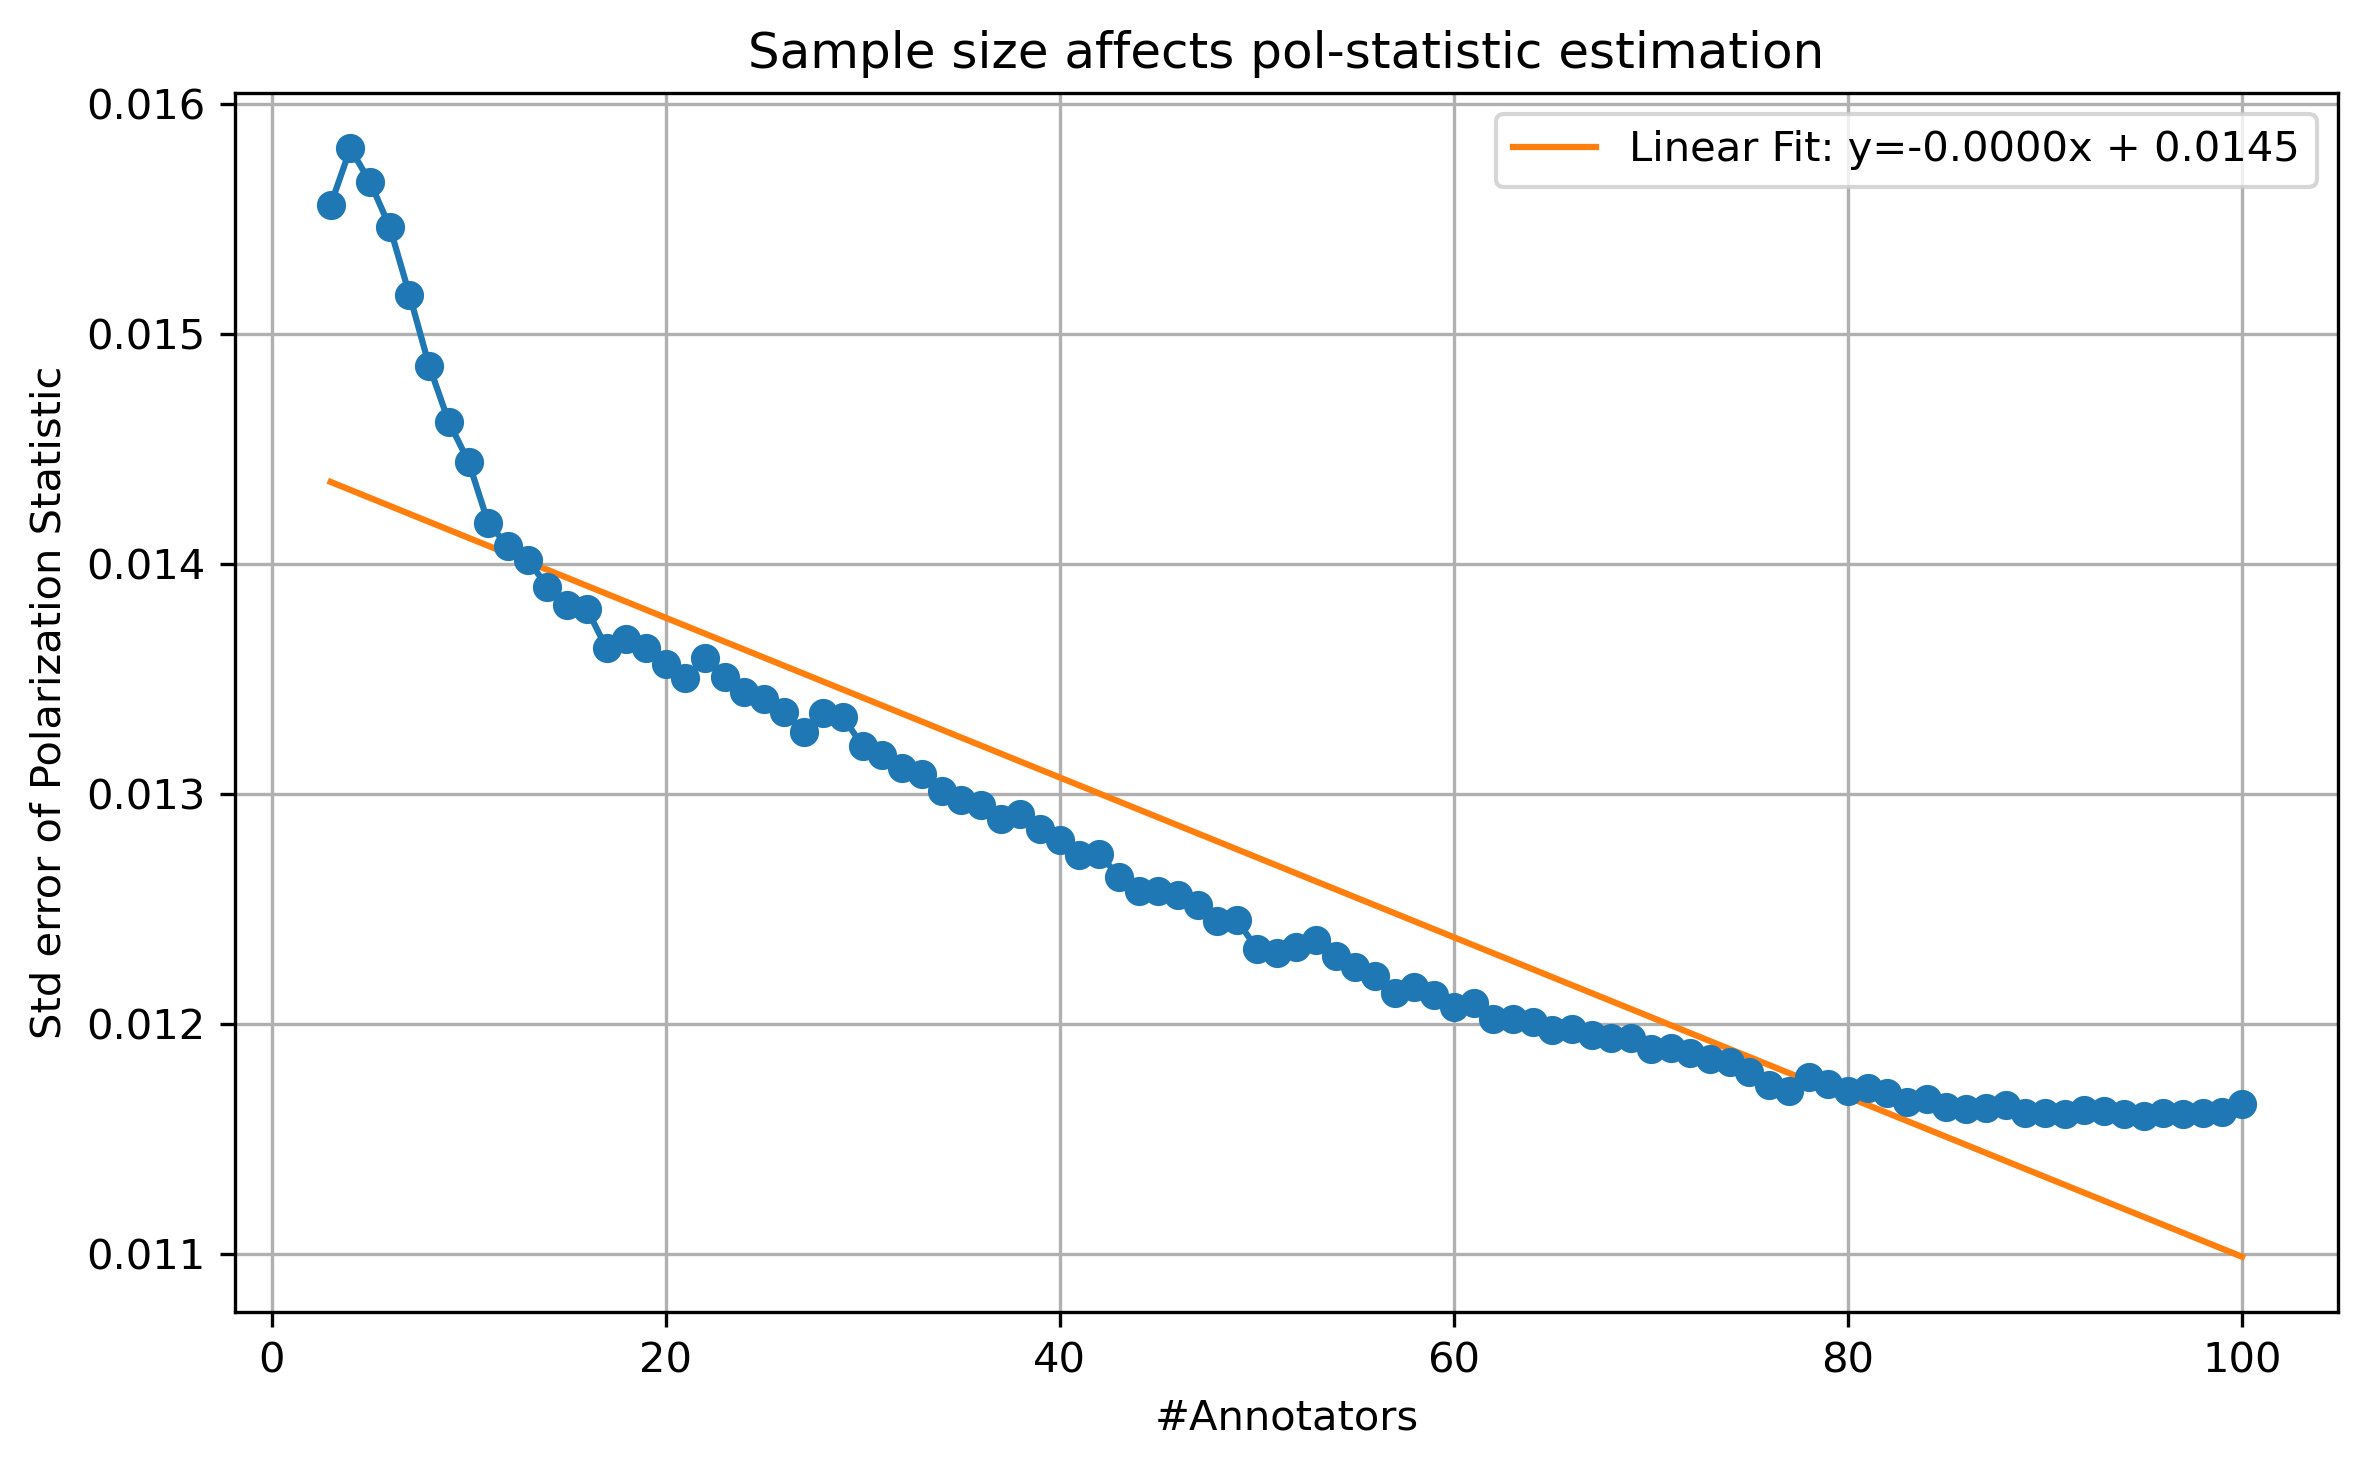 Sample size affects pol-statistic estimation
Linear Fit: y=-0.0000x + 0.0145
Std error of Polarization Statistic
0.016
0.015
0.014
0.013
0.012
0.011
0 20 40 60 80 100
#Annotators